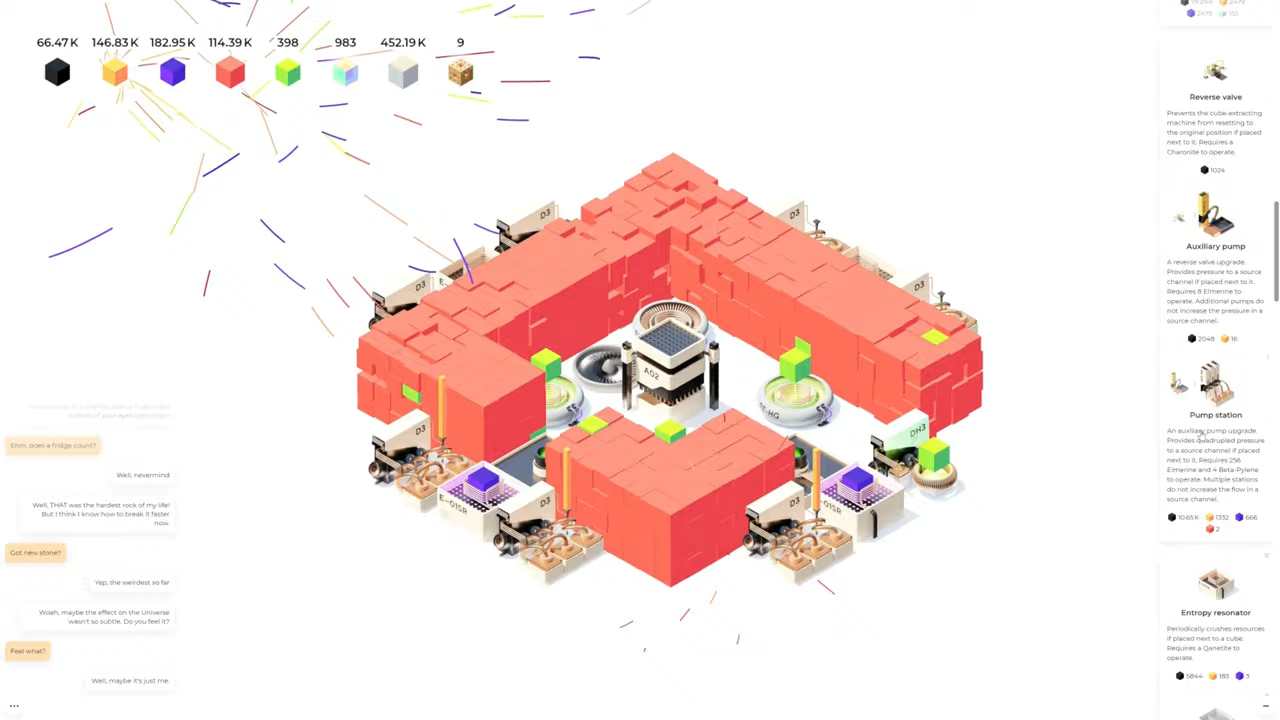 66.47K 146.83K 182.95K 114.39K 398 983 452.19K 9
Ehm, does a fridge count?
Well, nevermind
Well, THAT was the hardest rock of my life!
But I think I know how to break it faster
now.
Got new stone?
Yep, the weirdest so far
Woah, maybe the effect on the Universe
wasn't so subtle. Do you feel it?
Feel what?
Well, maybe it's just me.
D3
D3
D3
D3
A02
D3
DH3
E-01SR
D3
D3
E-01SR
Reverse valve
Prevents the cube-extracting
machine from resetting to
the original position if placed
next to it. Requires a
Charonite to operate.
1024
Auxiliary pump
A reverse valve upgrade.
Provides pressure to a source
channel if placed next to it.
Requires 8 Elmerine to
operate. Additional pumps do
not increase the pressure in a
source channel.
2048 16
Pump station
An auxiliary pump upgrade.
Provides quadrupled pressure
to a source channel if placed
next to it. Requires 256
Elmerine and 4 Beta-Pylene
to operate. Multiple stations
do not increase the flow in a
source channel.
10.65K 1332 666
2
11
Entropy resonator
Periodically crushes resources
if placed next to a cube.
Requires a Qanetite to
operate.
5844 183 3